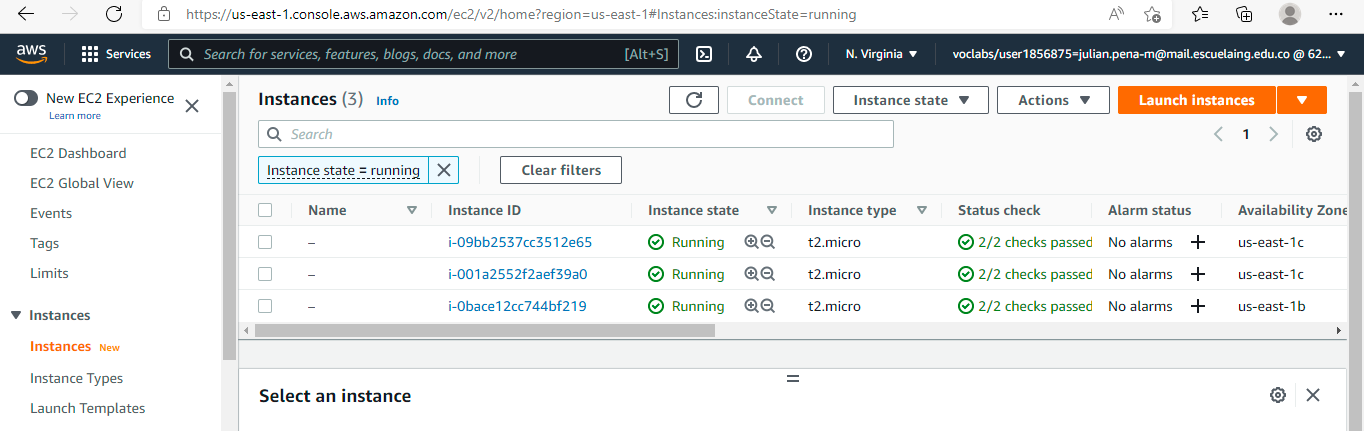 https://us-east-1.console.aws.amazon.com/ec2/v2/home?region=us-east-1#Instances:instanceState=running
aws Services Search for services, features, blogs, docs, and more [Alt+S] N. Virginia voclabs/user1856875=julian.pena-m@mail.escuelaing.edu.co @ 62...
New EC2 Experience
Learn more
EC2 Dashboard
EC2 Global View
Events
Tags
Limits
Instances
Instances New
Instance Types
Launch Templates
Instances (3) Info Connect Instance state Actions Launch instances
Search 1
Instance state = running Clear filters
Name Instance ID Instance state Instance type Status check Alarm status Availability Zone
– i-09bb2537cc3512e65 Running t2.micro 2/2 checks passed No alarms us-east-1c
– i-001a2552f2aef39a0 Running t2.micro 2/2 checks passed No alarms us-east-1c
– i-0bace12cc744bf219 Running t2.micro 2/2 checks passed No alarms us-east-1b
Select an instance